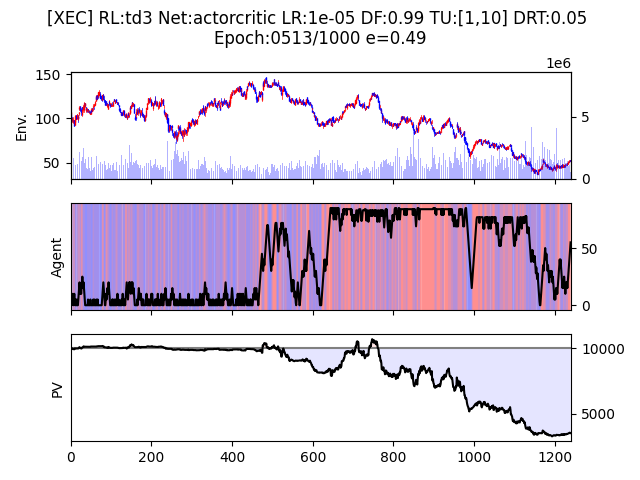 [XEC] RL:td3 Net:actorcritic LR:1e-05 DF:0.99 TU:[1,10] DRT:0.05
Epoch:0513/1000 e=0.49
1e6
150
100
50
Env.
5
0
Agent
50
0
PV
10000
5000
0 200 400 600 800 1000 1200